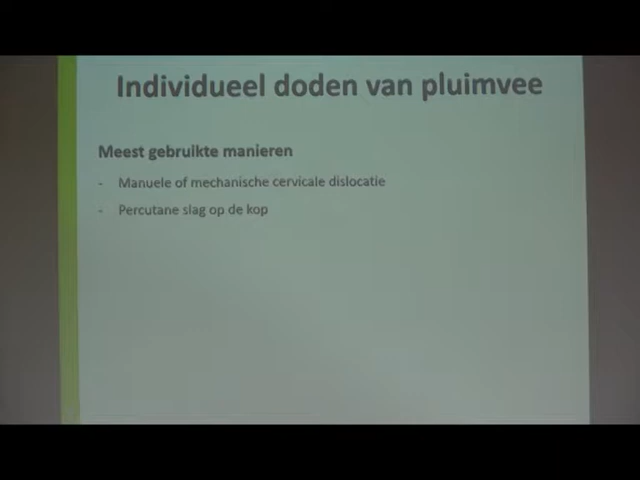 Individueel doden van pluimvee
Meest gebruikte manieren
- Manuele of mechanische cervicale dislocatie
- Percutane slag op de kop